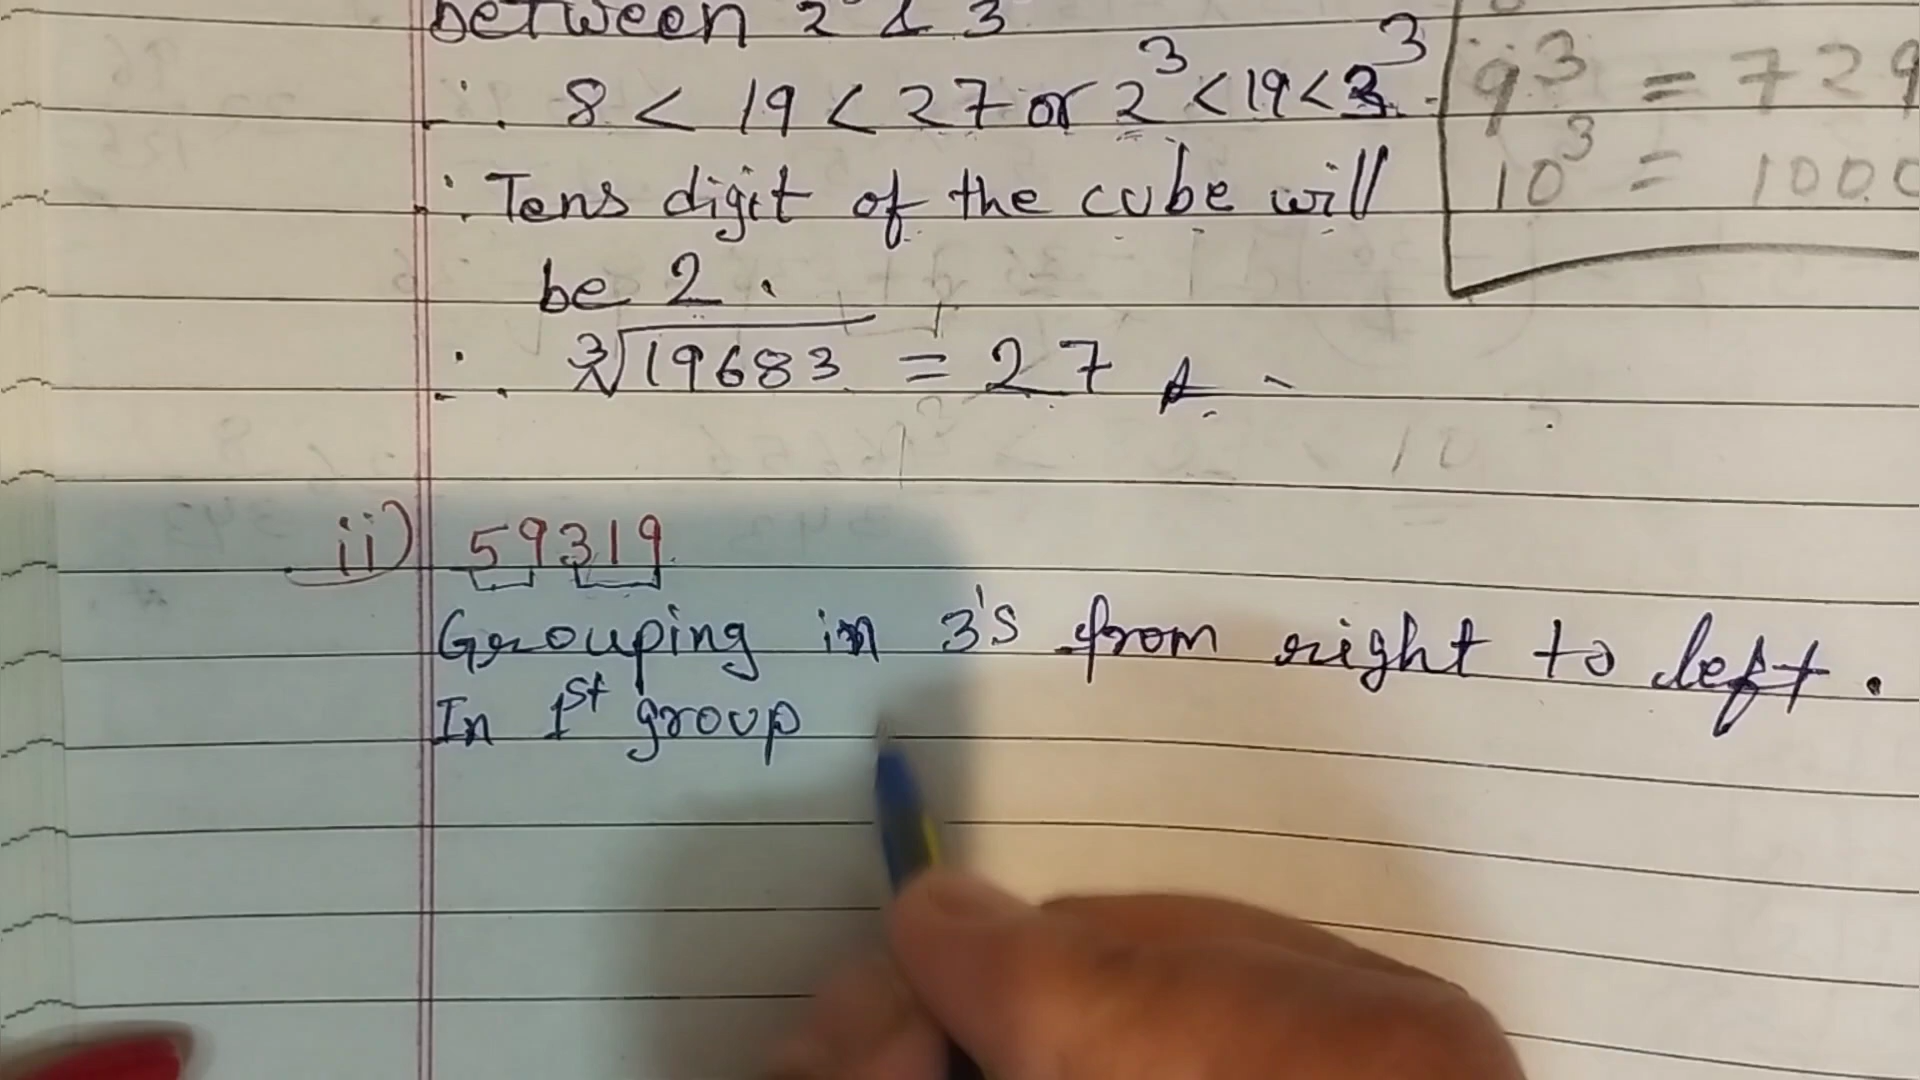 between 2³ & 3
∴ 8 < 19 < 27 or 2³ < 19 < 3³
9³ = 729
10³ = 1000
∴ Tens digit of the cube will
be 2.
∴ ∛19683 = 27
ii) 59319
Grouping in 3's from right to left.
In 1st group